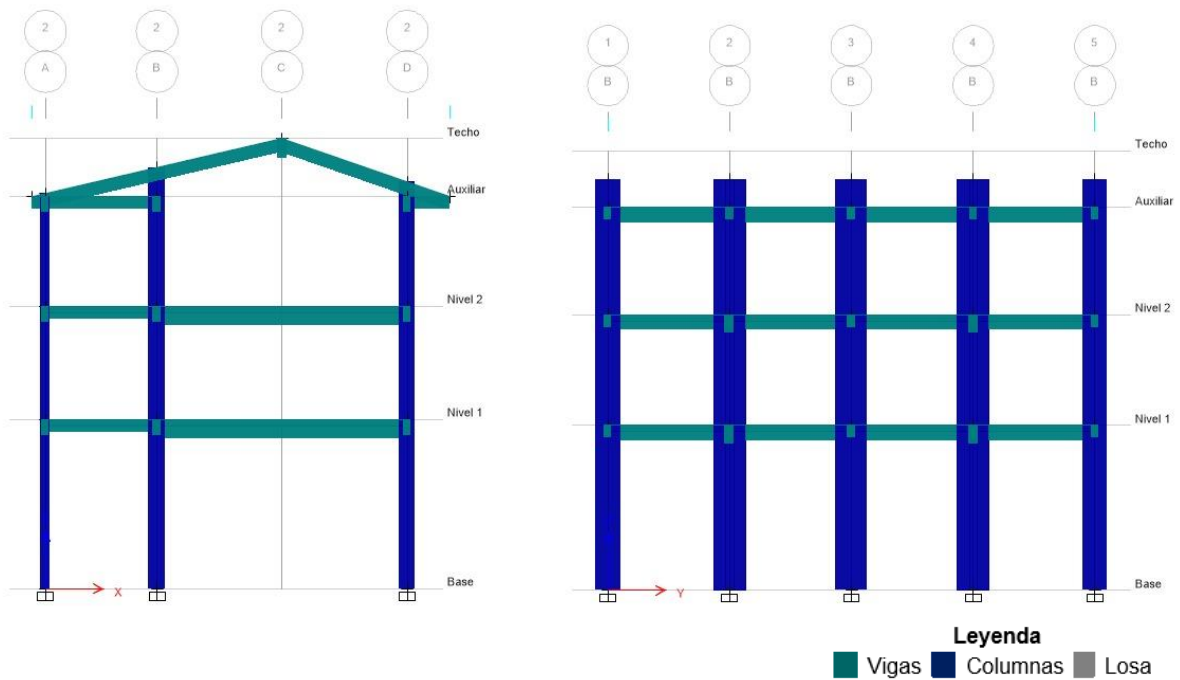 2 2 2 2
A B C D
Techo
Auxiliar
Nivel 2
Nivel 1
Base
X
1 2 3 4 5
B B B B B
Techo
Auxiliar
Nivel 2
Nivel 1
Base
Y
Leyenda
Vigas Columnas Losa